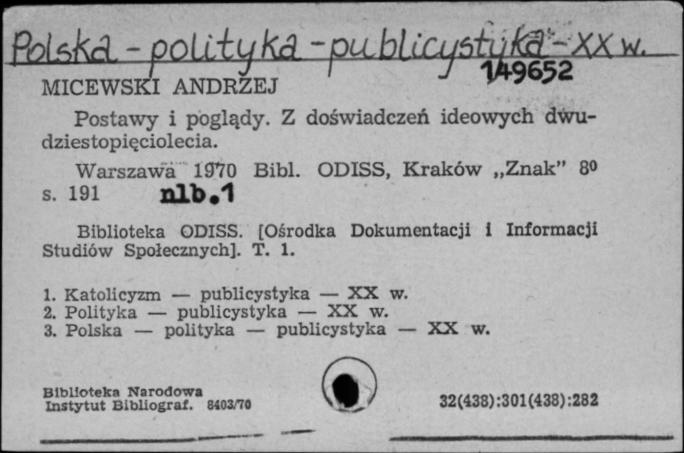 Polska - polityka - publicystyka - XX w.
149652
MICEWSKI ANDRZEJ
Postawy i poglądy. Z doświadczeń ideowych dwu-
dziestopięciolecia.
Warszawa 1970 Bibl. ODISS, Kraków „Znak” 8⁰
s. 191 nlb.1
Biblioteka ODISS. [Ośrodka Dokumentacji i Informacji
Studiów Społecznych]. T. 1.
1. Katolicyzm — publicystyka — XX w.
2. Polityka — publicystyka — XX w.
3. Polska — polityka — publicystyka — XX w.
Biblioteka Narodowa
Instytut Bibliograf. 8403/70
32(438):301(438):282